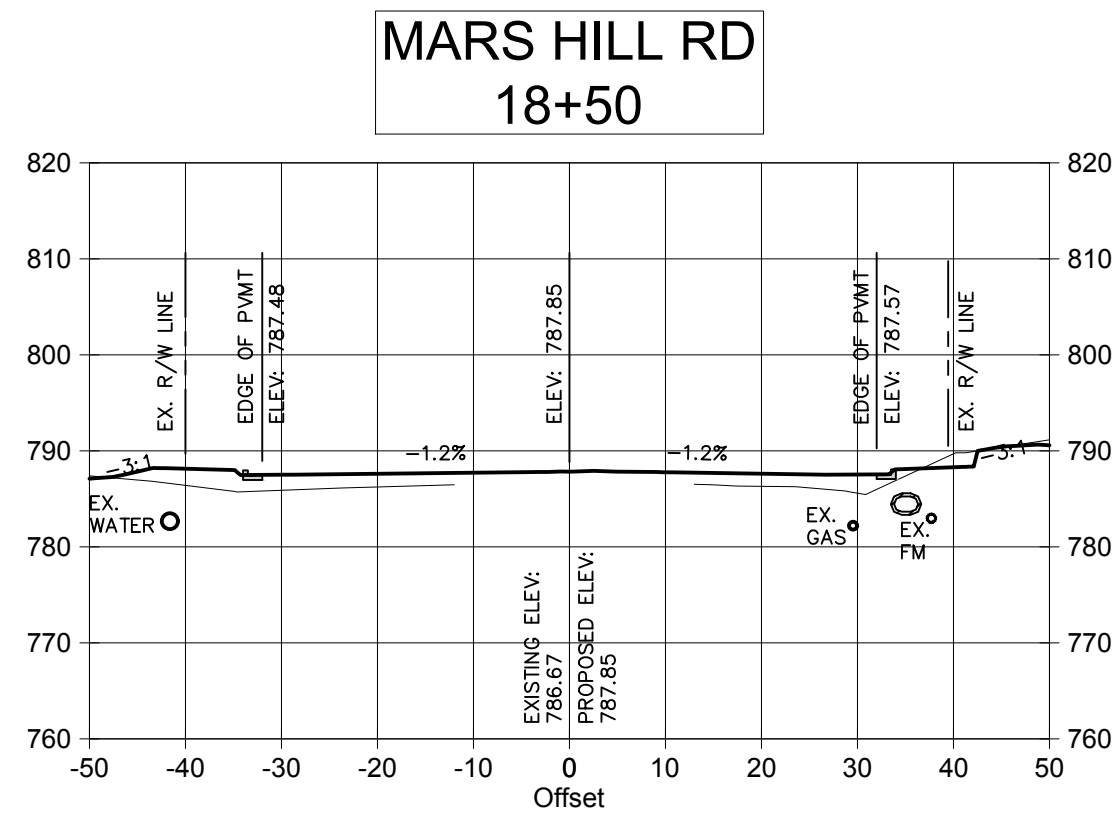 MARS HILL RD
18+50
820
820
810
810
800
800
790
790
780
780
770
770
760
760
EX. R/W LINE
EDGE OF PVMT
ELEV: 787.48
ELEV: 787.85
EDGE OF PVMT
ELEV: 787.57
EX. R/W LINE
-3:1
-1.2%
-1.2%
-3:1
EX.
WATER
EX.
GAS
EX.
FM
EXISTING ELEV:
786.67
PROPOSED ELEV:
787.85
-50
-40
-30
-20
-10
0
10
20
30
40
50
Offset